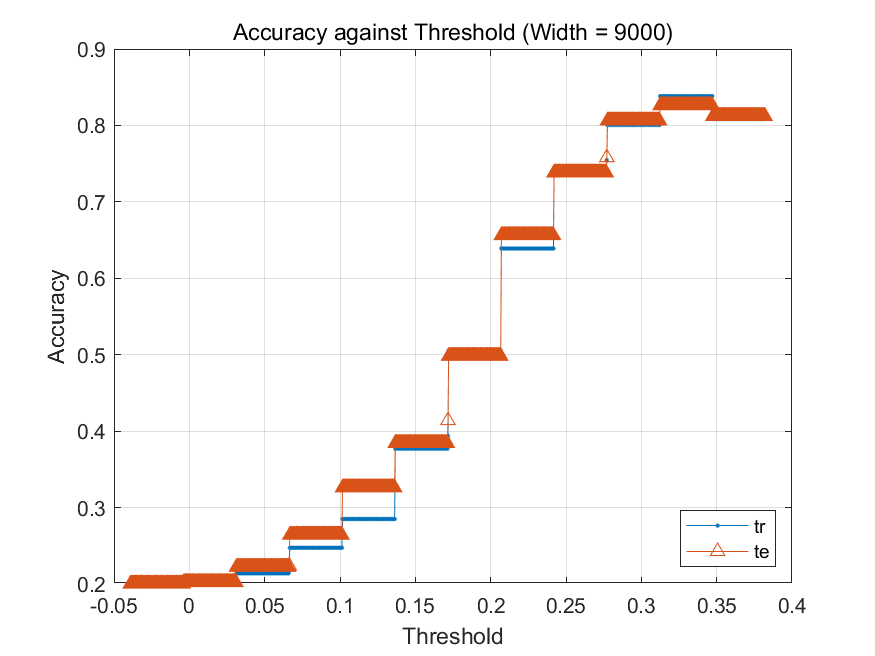 Accuracy against Threshold (Width = 9000)
0.9
0.8
0.7
0.6
0.5
0.4
0.3
0.2
Accuracy
-0.05 0 0.05 0.1 0.15 0.2 0.25 0.3 0.35 0.4
Threshold
tr
te